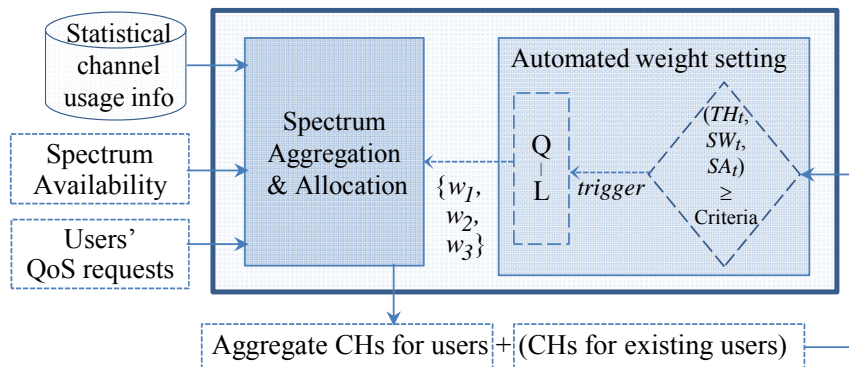 Statistical
channel
usage info
Spectrum
Availability
Users’
QoS requests
Spectrum
Aggregation
& Allocation
{w1,
w2,
w3}
Automated weight setting
Q
L
trigger
(THt,
SWt,
SAt)
≥
Criteria
Aggregate CHs for users + (CHs for existing users)